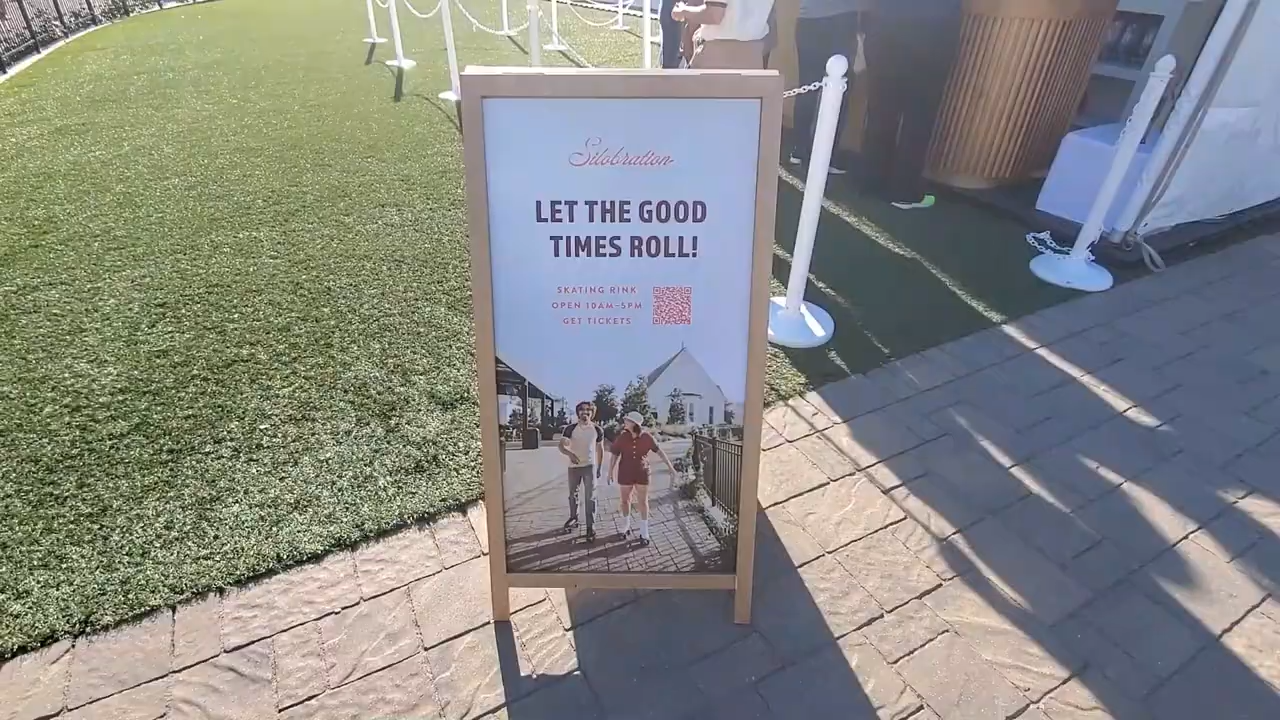 Silobration
LET THE GOOD
TIMES ROLL!
SKATING RINK
OPEN 10AM–5PM
GET TICKETS